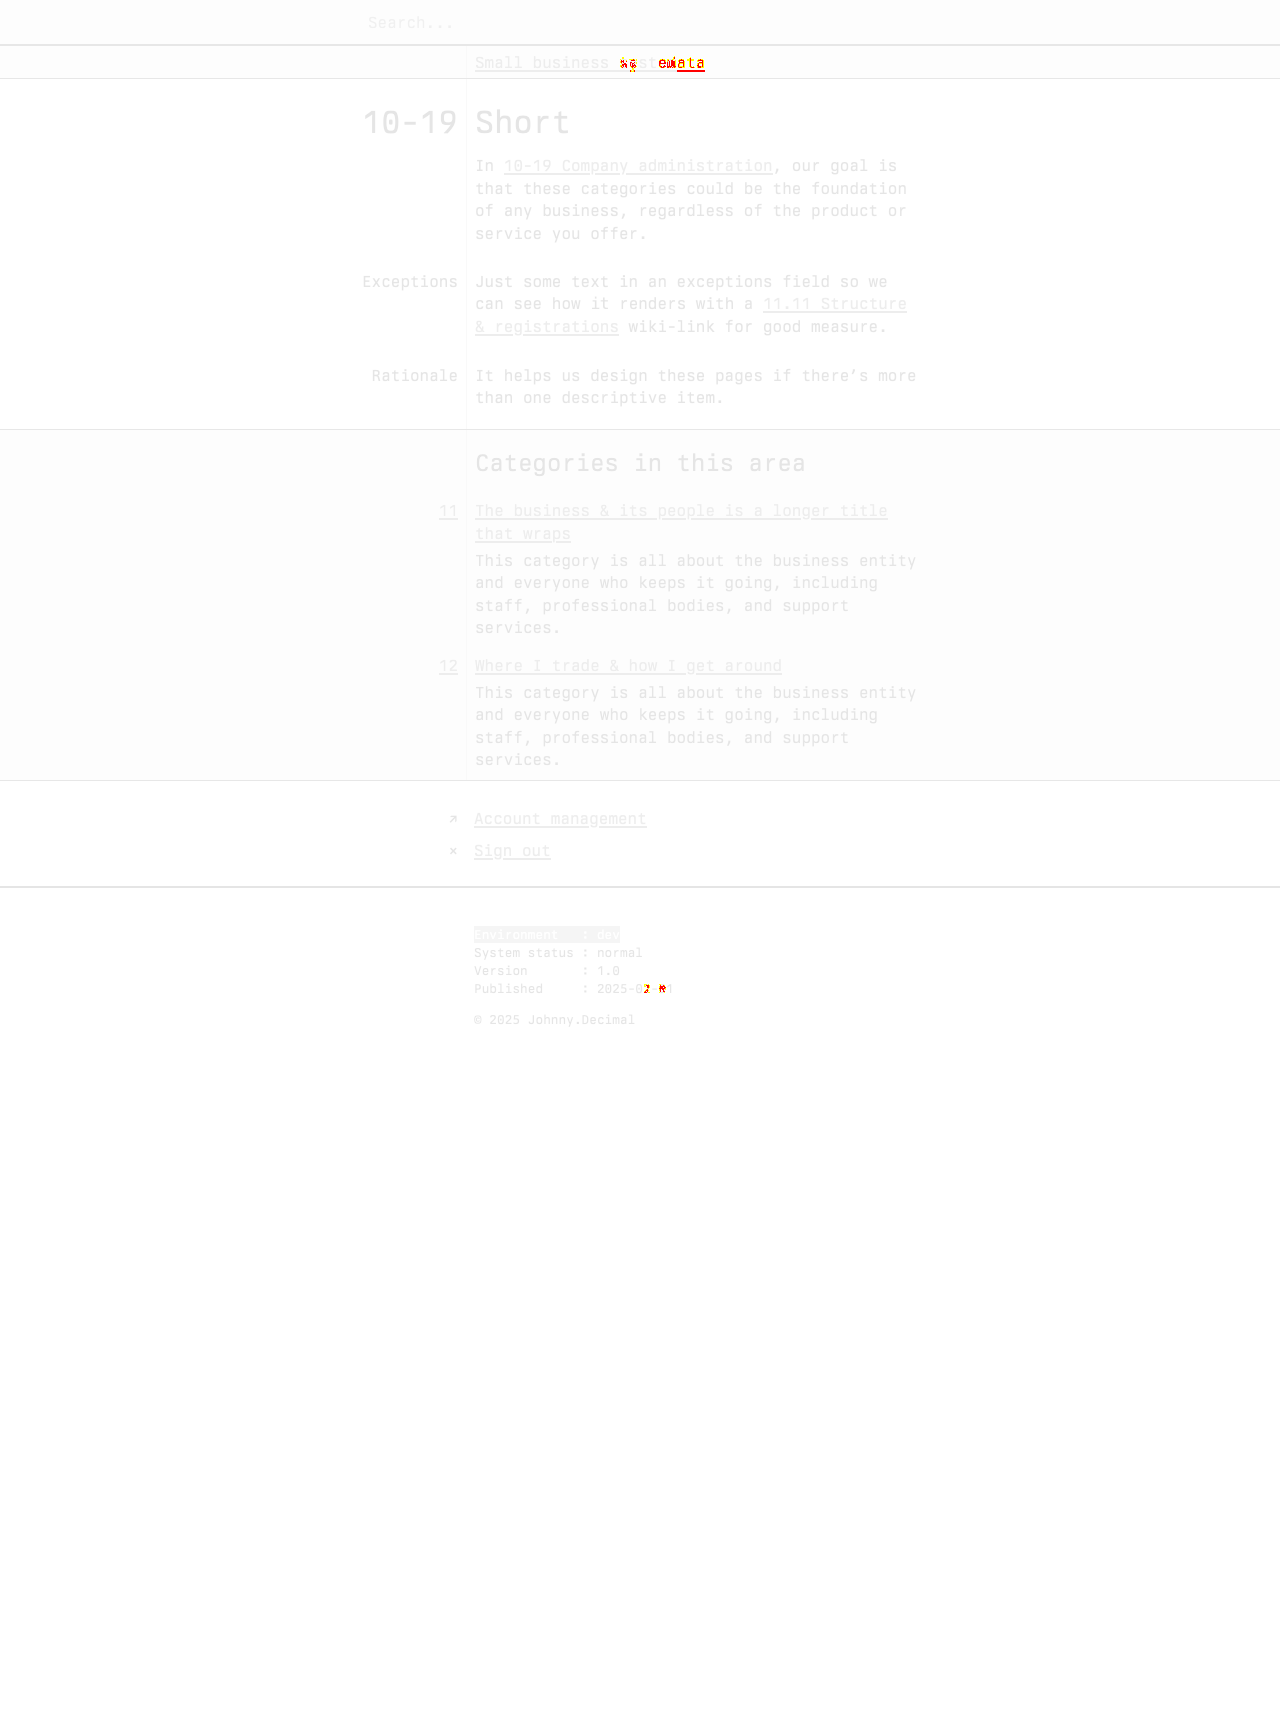 Search...
Small business
10-19 Short
In 10-19 Company administration, our goal is
that these categories could be the foundation
of any business, regardless of the product or
service you offer.
Exceptions Just some text in an exceptions field so we
can see how it renders with a 11.11 Structure
& registrations wiki-link for good measure.
Rationale It helps us design these pages if there’s more
than one descriptive item.
Categories in this area
11 The business & its people is a longer title
that wraps
This category is all about the business entity
and everyone who keeps it going, including
staff, professional bodies, and support
services.
12 Where I trade & how I get around
This category is all about the business entity
and everyone who keeps it going, including
staff, professional bodies, and support
services.
↗ Account management
× Sign out
Environment : dev
System status : normal
Version : 1.0
Published :
© 2025 Johnny.Decimal